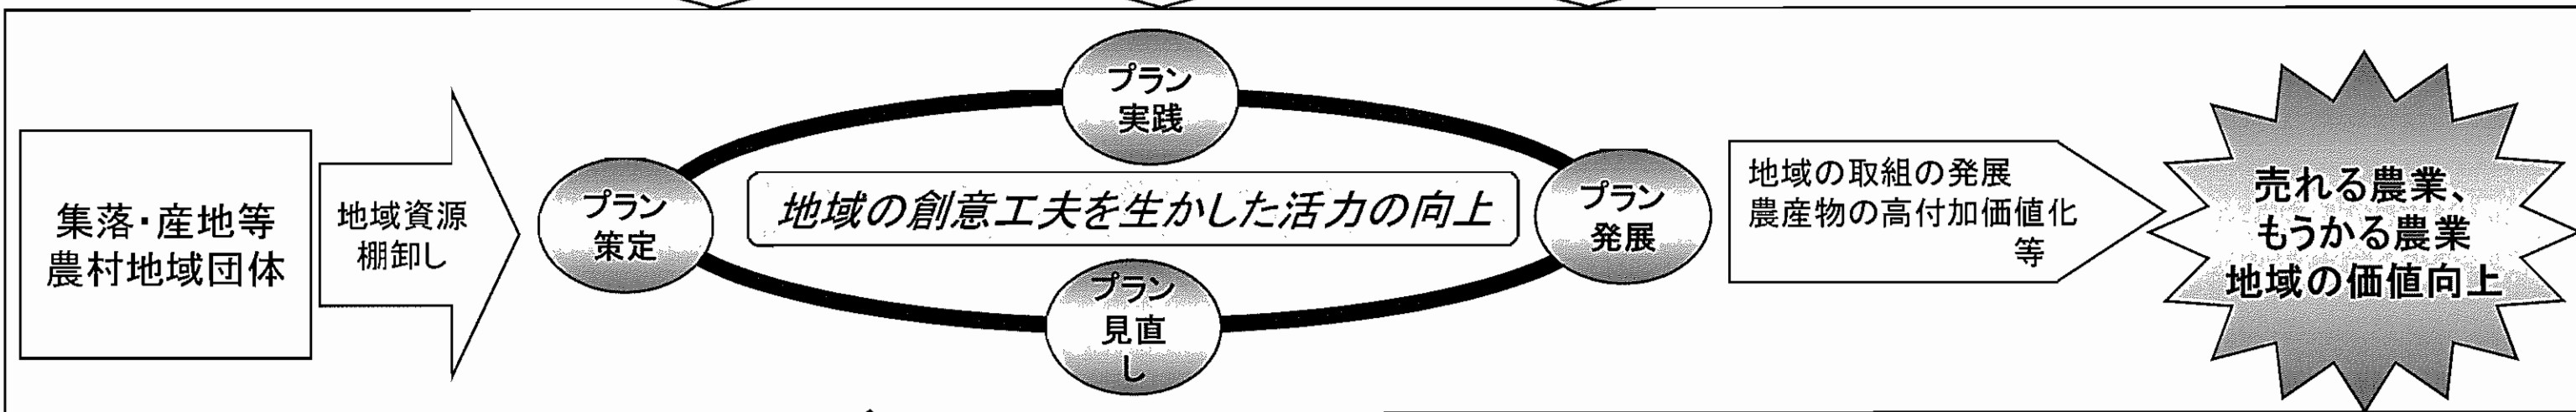 集落・産地等
農村地域団体
地域資源
棚卸し
プラン
策定
プラン
実践
地域の創意工夫を生かした活力の向上
プラン
見直
し
プラン
発展
地域の取組の発展
農産物の高付加価値化
等
売れる農業、
もうかる農業
地域の価値向上